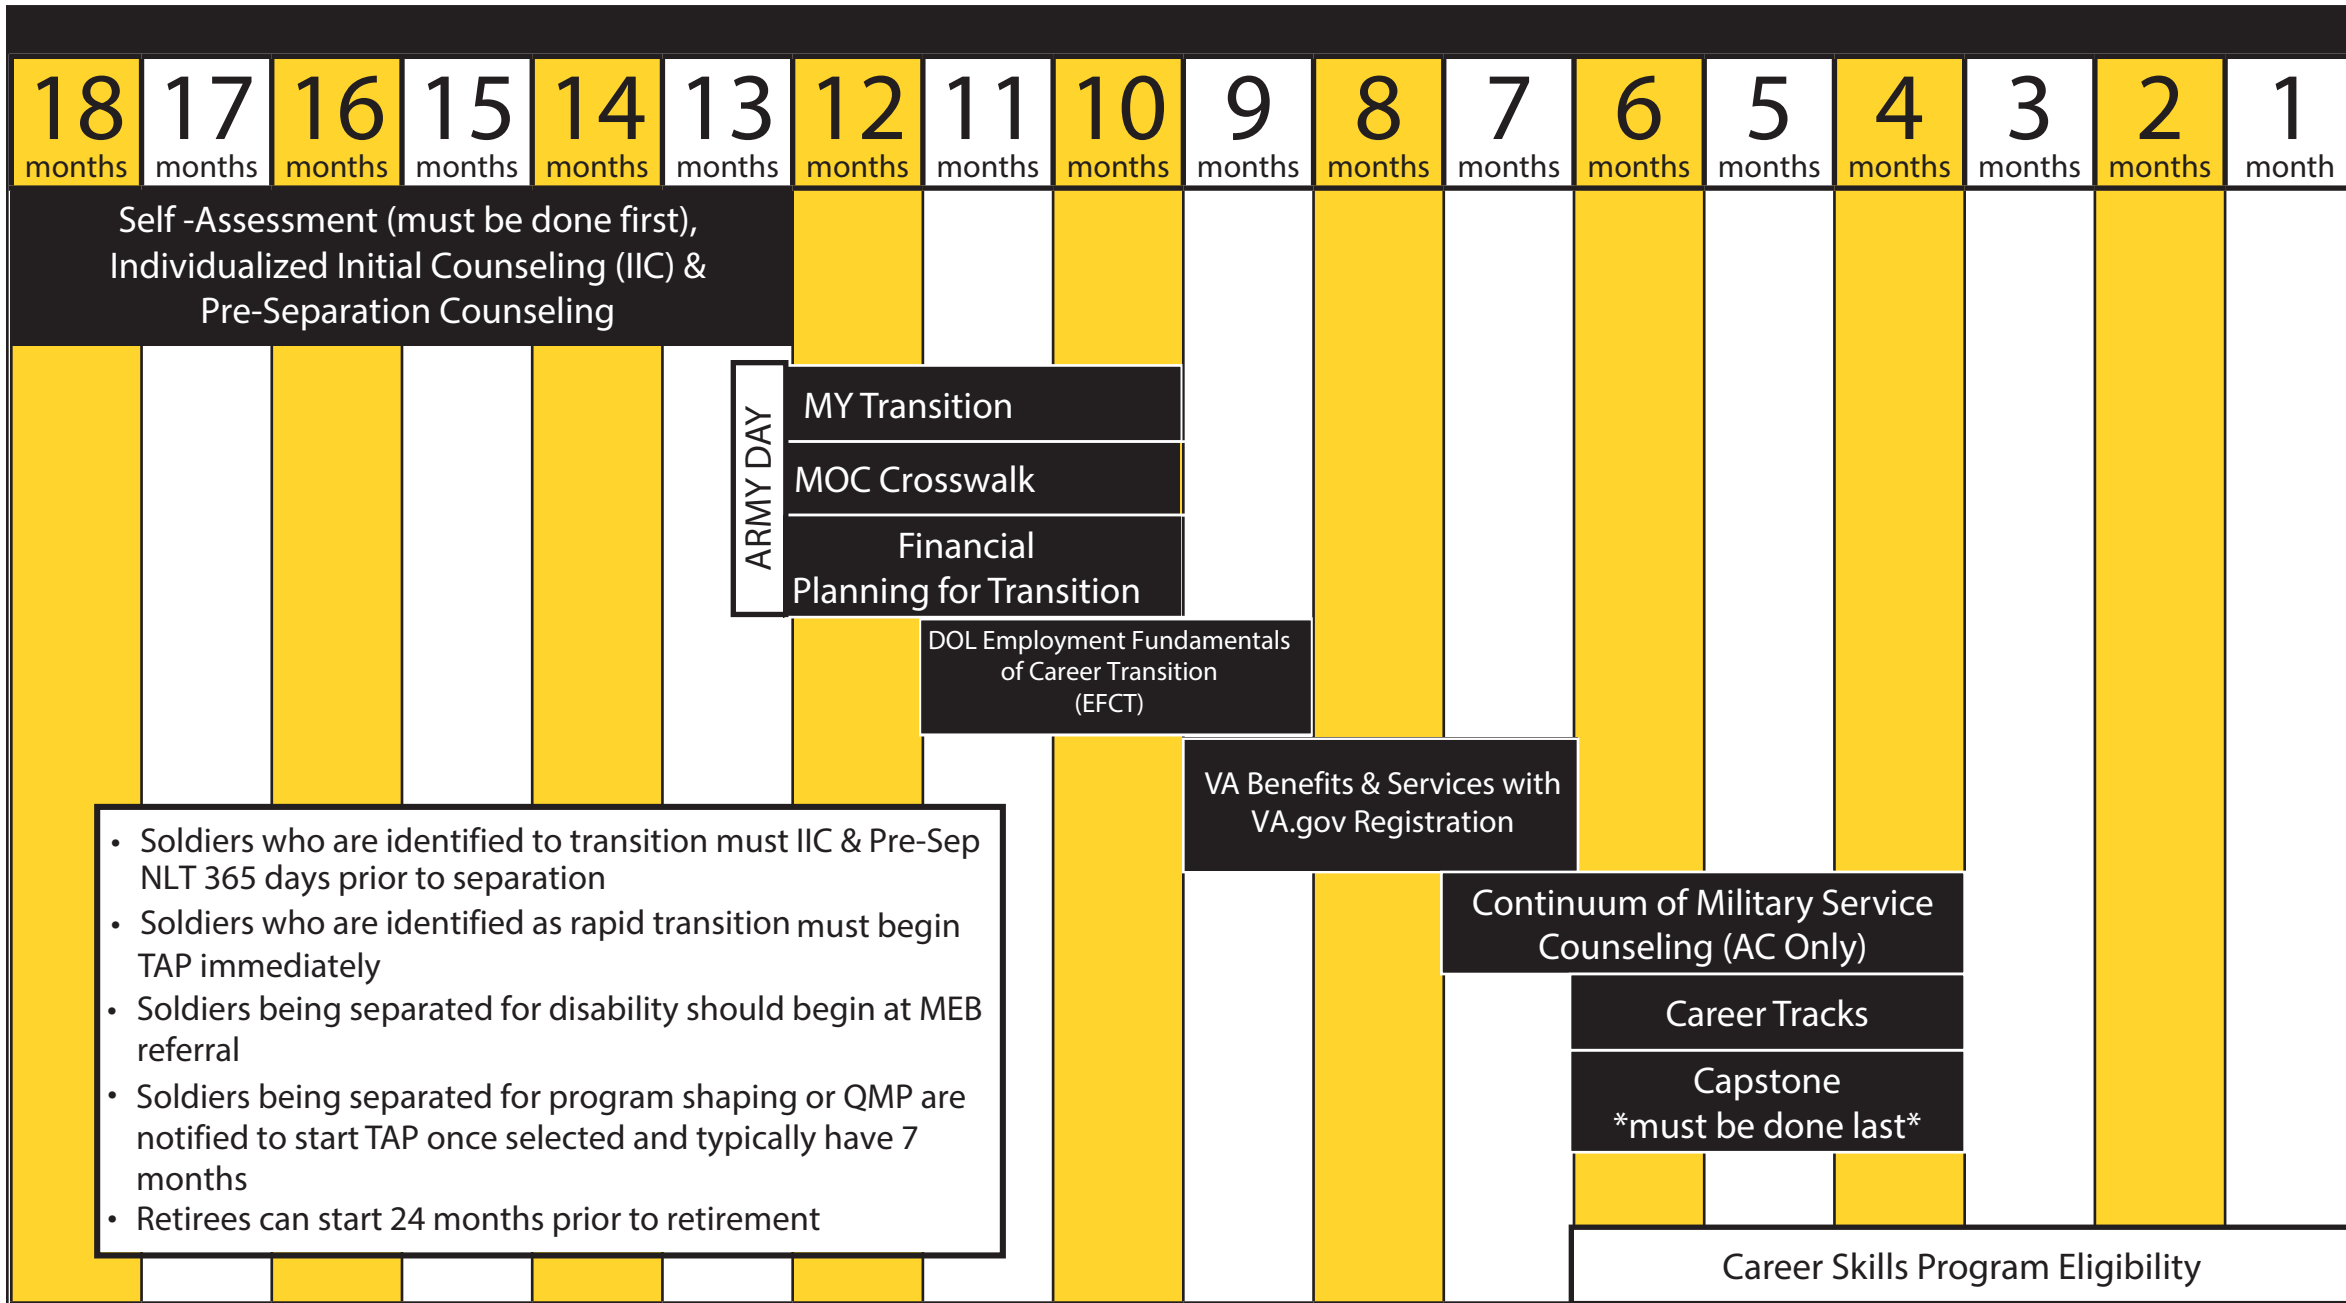 18 17 16 15 14 13 12 11 10 9 8 7 6 5 4 3 2 1
months months months months months months months months months months months months months months months months months month
Self -Assessment (must be done first),
Individualized Initial Counseling (IIC) &
Pre-Separation Counseling
ARMY DAY
MY Transition
MOC Crosswalk
Financial
Planning for Transition
DOL Employment Fundamentals
of Career Transition
(EFCT)
VA Benefits & Services with
VA.gov Registration
Continuum of Military Service
Counseling (AC Only)
Career Tracks
Capstone
*must be done last*
Career Skills Program Eligibility
• Soldiers who are identified to transition must IIC & Pre-Sep
NLT 365 days prior to separation
• Soldiers who are identified as rapid transition must begin
TAP immediately
• Soldiers being separated for disability should begin at MEB
referral
• Soldiers being separated for program shaping or QMP are
notified to start TAP once selected and typically have 7
months
• Retirees can start 24 months prior to retirement